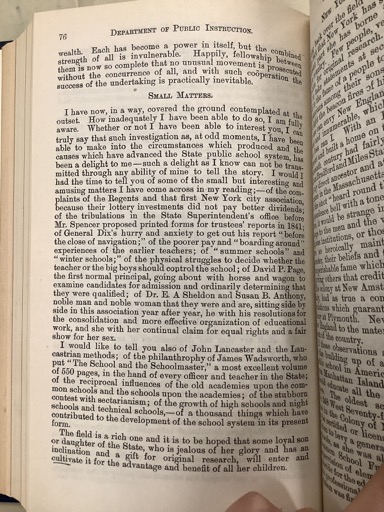 76 DEPARTMENT OF PUBLIC INSTRUCTION.
wealth. Each has become a power in itself, but the combined
strength of all is invulnerable. Happily, fellowship between
them is now so complete that no unusual movement is prosecuted
without the concurrence of all, and with such coöperation the
success of the undertaking is practically inevitable.
SMALL MATTERS.
I have now, in a way, covered the ground contemplated at the
outset. How inadequately I have been able to do so, I am fully
aware. Whether or not I have been able to interest you, I can
truly say that such investigation as, at odd moments, I have been
able to make into the circumstances which produced and the
causes which have advanced the State public school system, has
been a delight to me—such a delight as I know can not be trans-
mitted through any ability of mine to tell the story. I would I
had the time to tell you of some of the small but interesting and
amusing matters I have come across in my reading;—of the com-
plaints of the Regents and that first New York city association,
because their lottery investments did not pay better dividends;
of the tribulations in the State Superintendent's office before
Mr. Spencer proposed printed forms for trustees' reports in 1841;
of General Dix's hurry and anxiety to get out his report "before
the close of navigation;" of the poorer pay and "boarding around"
experiences of the earlier teachers; of "summer schools" and
"winter schools;" of the physical struggles to decide whether the
teacher or the big boys should control the school; of David P. Page,
the first normal principal, going about with horse and wagon to
examine candidates for admission and ordinarily determining that
they were qualified; of Dr. E. A Sheldon and Susan B. Anthony,
noble man and noble woman that they were and are, sitting side by
side in this association year after year, he with his resolutions for
the consolidation and more effective organization of educational
work, and she with her continual claim for equal rights and a fair
show for her sex.
I would like to tell you also of John Lancaster and the Lan-
castrian methods; of the philanthropy of James Wadsworth, who
put "The School and the Schoolmaster," a most excellent volume
of 550 pages, in the hand of every officer and teacher in the State;
of the reciprocal influences of the old academies upon the com-
mon schools and the schools upon the academies; of the stubborn
contest with sectarianism; of the growth of high schools and night
schools and technical schools,—of a thousand things which have
contributed to the development of the school system in its present
form.
The field is a rich one and it is to be hoped that some loyal son
or daughter of the State, who is jealous of her glory and has an
inclination and a gift for original research, will enter and
cultivate it for the advantage and benefit of all her children.